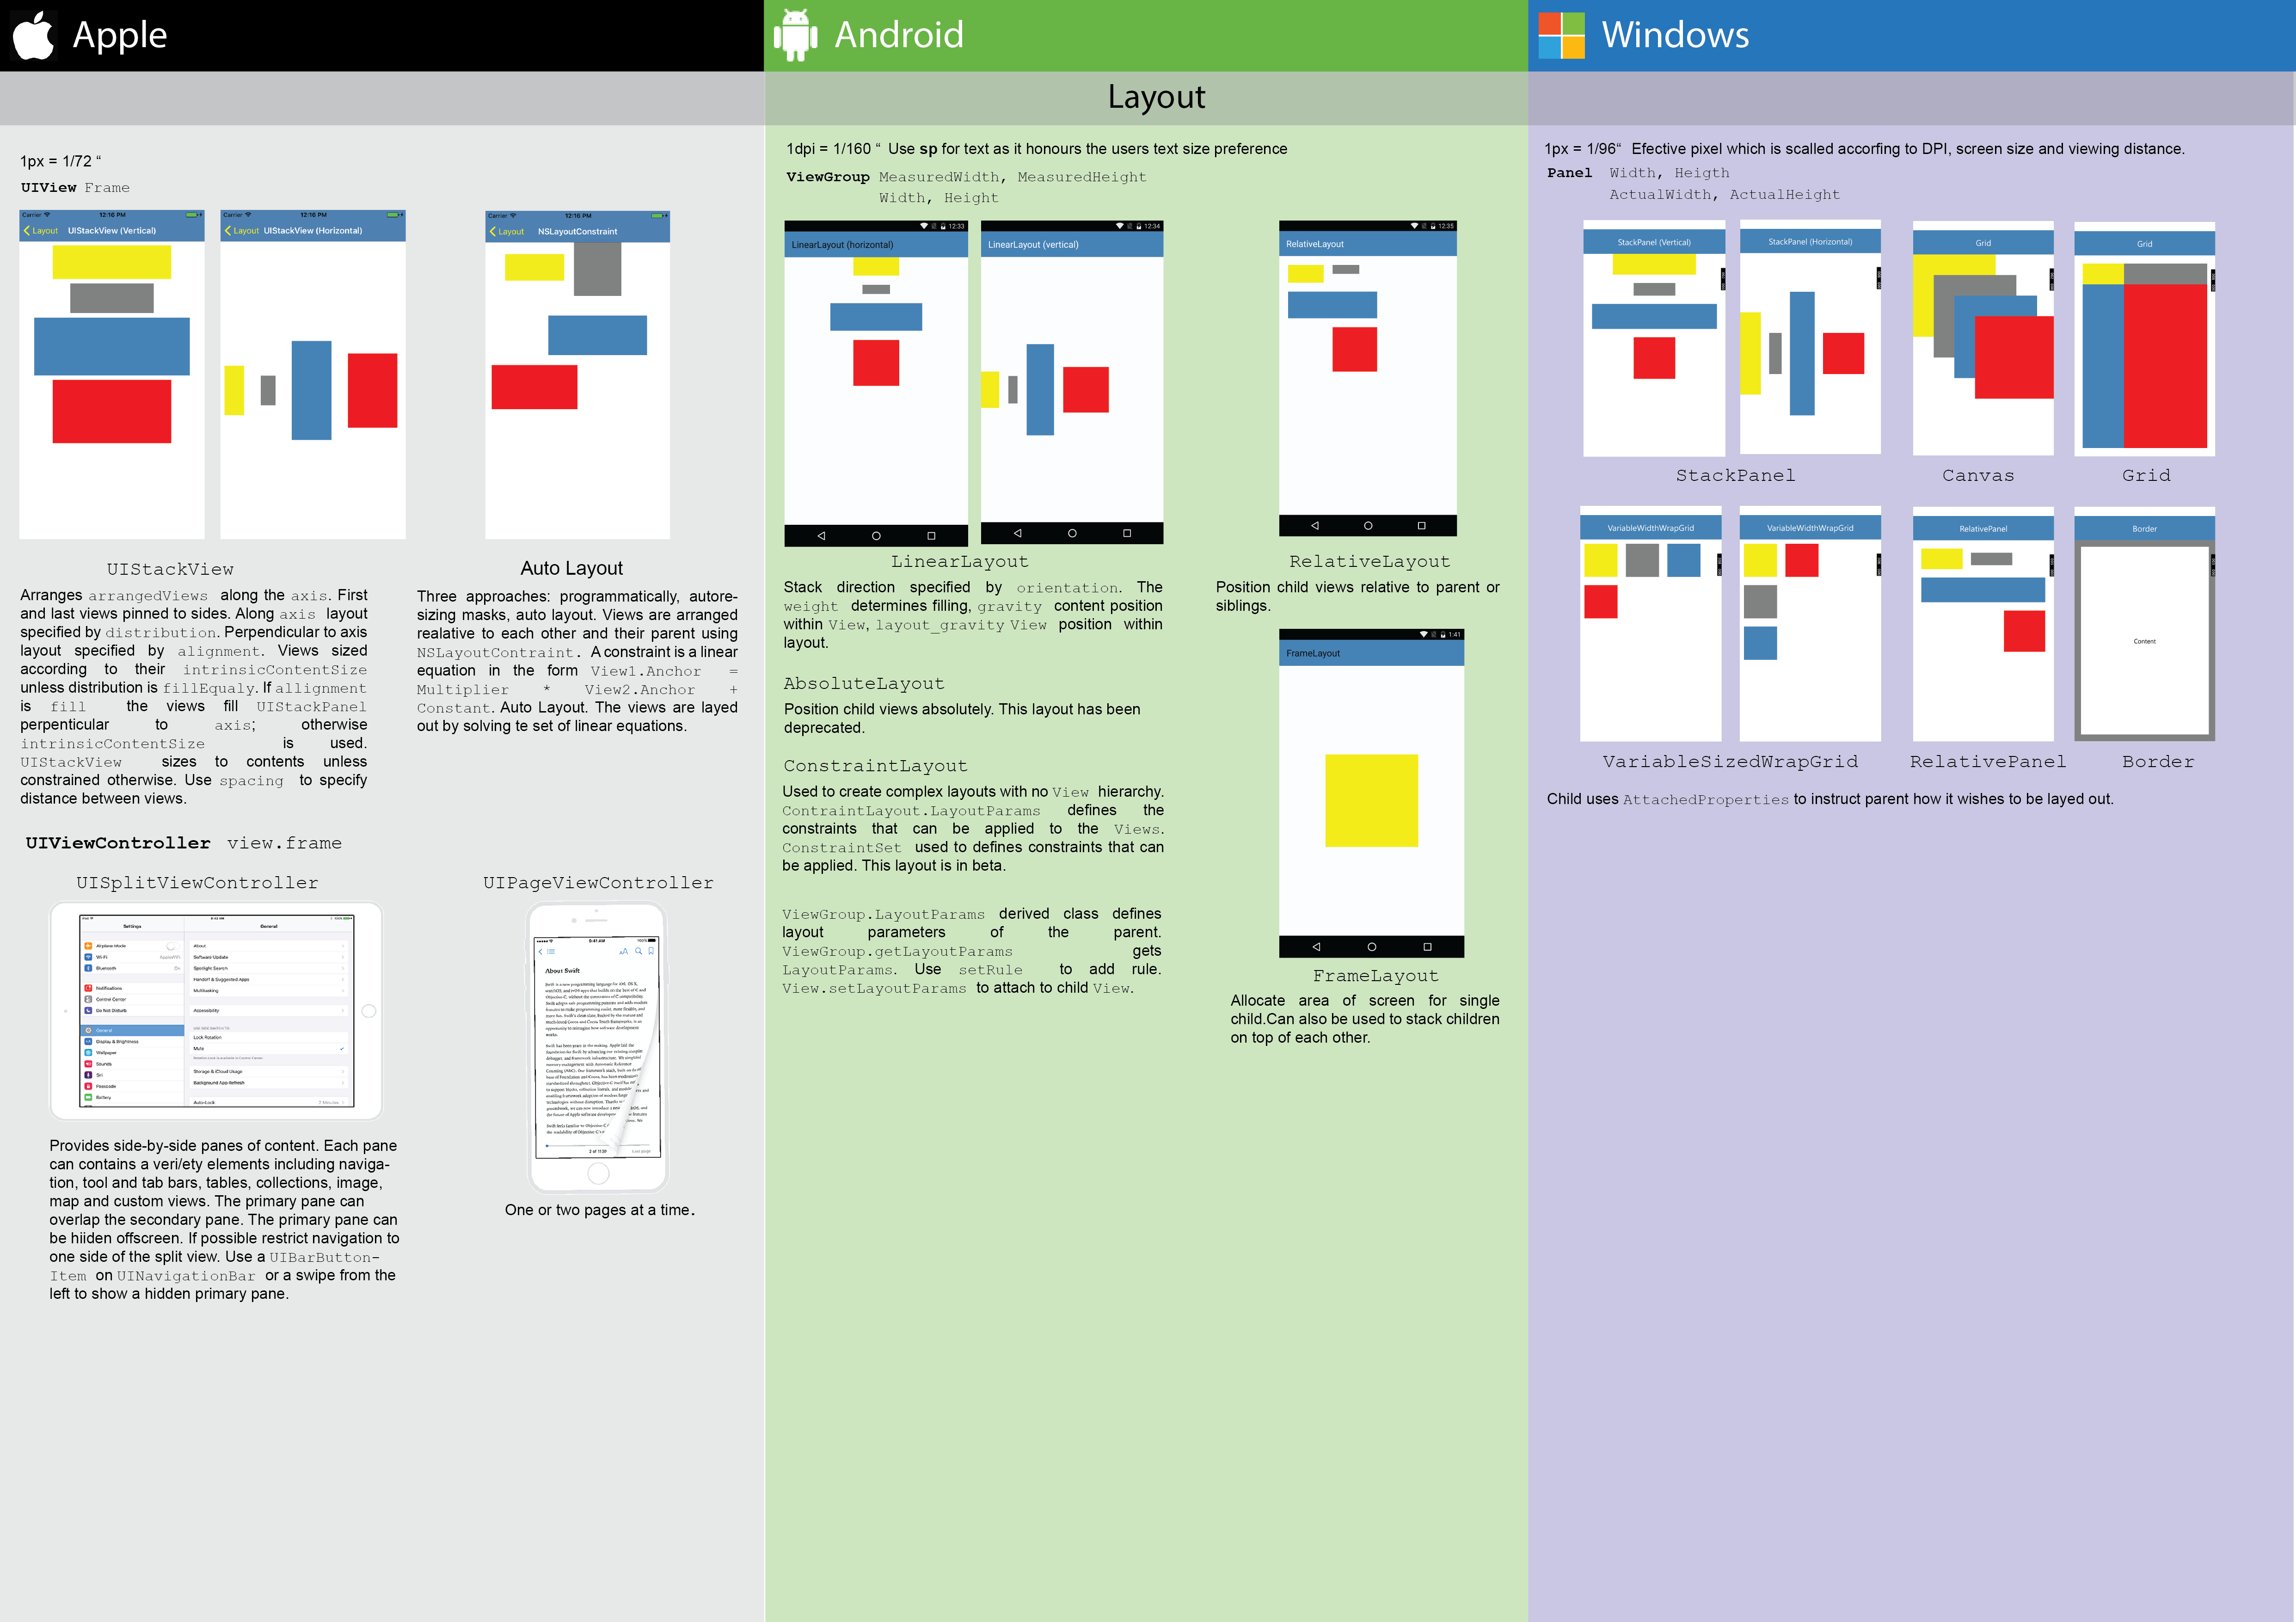 Apple
Android
Windows
Layout
1px = 1/72 “
UIView Frame
Carrier 12:16 PM
Layout UIStackView (Vertical)
Carrier 12:16 PM
Layout UIStackView (Horizontal)
Carrier 12:16 PM
Layout NSLayoutConstraint
UIStackView
Arranges arrangedViews along the axis. First
and last views pinned to sides. Along axis layout
specified by distribution. Perpendicular to axis
layout specified by alignment. Views sized
according to their intrinsicContentSize
unless distribution is fillEqualy. If allignment
is fill the views fill UIStackPanel
perpenticular to axis; otherwise
intrinsicContentSize is used.
UIStackView sizes to contents unless
constrained otherwise. Use spacing to specify
distance between views.
Auto Layout
Three approaches: programmatically, autore-
sizing masks, auto layout. Views are arranged
realative to each other and their parent using
NSLayoutContraint. A constraint is a linear
equation in the form View1.Anchor =
Multiplier * View2.Anchor +
Constant. Auto Layout. The views are layed
out by solving te set of linear equations.
UIViewController view.frame
UISplitViewController
Settings
General
Airplane Mode
Wi-Fi
Bluetooth On
Notifications
Control Center
Do Not Disturb
General
Display & Brightness
Wallpaper
Sounds
Siri
Passcode
Battery
About
Software Update
Spotlight Search
Handoff & Suggested Apps
Multitasking
Accessibility
Lock Rotation
Mute
Storage & iCloud Usage
Background App Refresh
Auto-Lock 2 Minutes
Provides side-by-side panes of content. Each pane
can contains a veri/ety elements including naviga-
tion, tool and tab bars, tables, collections, image,
map and custom views. The primary pane can
overlap the secondary pane. The primary pane can
be hiiden offscreen. If possible restrict navigation to
one side of the split view. Use a UIBarButton-
Item on UINavigationBar or a swipe from the
left to show a hidden primary pane.
UIPageViewController
9:41 AM 100%
About Swift
2 of 1130
Last page
One or two pages at a time.
1dpi = 1/160 “ Use sp for text as it honours the users text size preference
ViewGroup MeasuredWidth, MeasuredHeight
Width, Height
12:33
LinearLayout (horizontal)
12:34
LinearLayout (vertical)
12:35
RelativeLayout
LinearLayout
Stack direction specified by orientation. The
weight determines filling, gravity content position
within View, layout_gravity View position within
layout.
AbsoluteLayout
Position child views absolutely. This layout has been
deprecated.
ConstraintLayout
Used to create complex layouts with no View hierarchy.
ContraintLayout.LayoutParams defines the
constraints that can be applied to the Views.
ConstraintSet used to defines constraints that can
be applied. This layout is in beta.
ViewGroup.LayoutParams derived class defines
layout parameters of the parent.
ViewGroup.getLayoutParams gets
LayoutParams. Use setRule to add rule.
View.setLayoutParams to attach to child View.
RelativeLayout
Position child views relative to parent or
siblings.
1:41
FrameLayout
FrameLayout
Allocate area of screen for single
child.Can also be used to stack children
on top of each other.
1px = 1/96“ Efective pixel which is scalled accorfing to DPI, screen size and viewing distance.
Panel Width, Heigth
ActualWidth, ActualHeight
StackPanel (Vertical)
StackPanel (Horizontal)
Grid
Grid
StackPanel
Canvas
Grid
VariableWidthWrapGrid
VariableWidthWrapGrid
RelativePanel
Border
Content
VariableSizedWrapGrid
RelativePanel
Border
Child uses AttachedProperties to instruct parent how it wishes to be layed out.